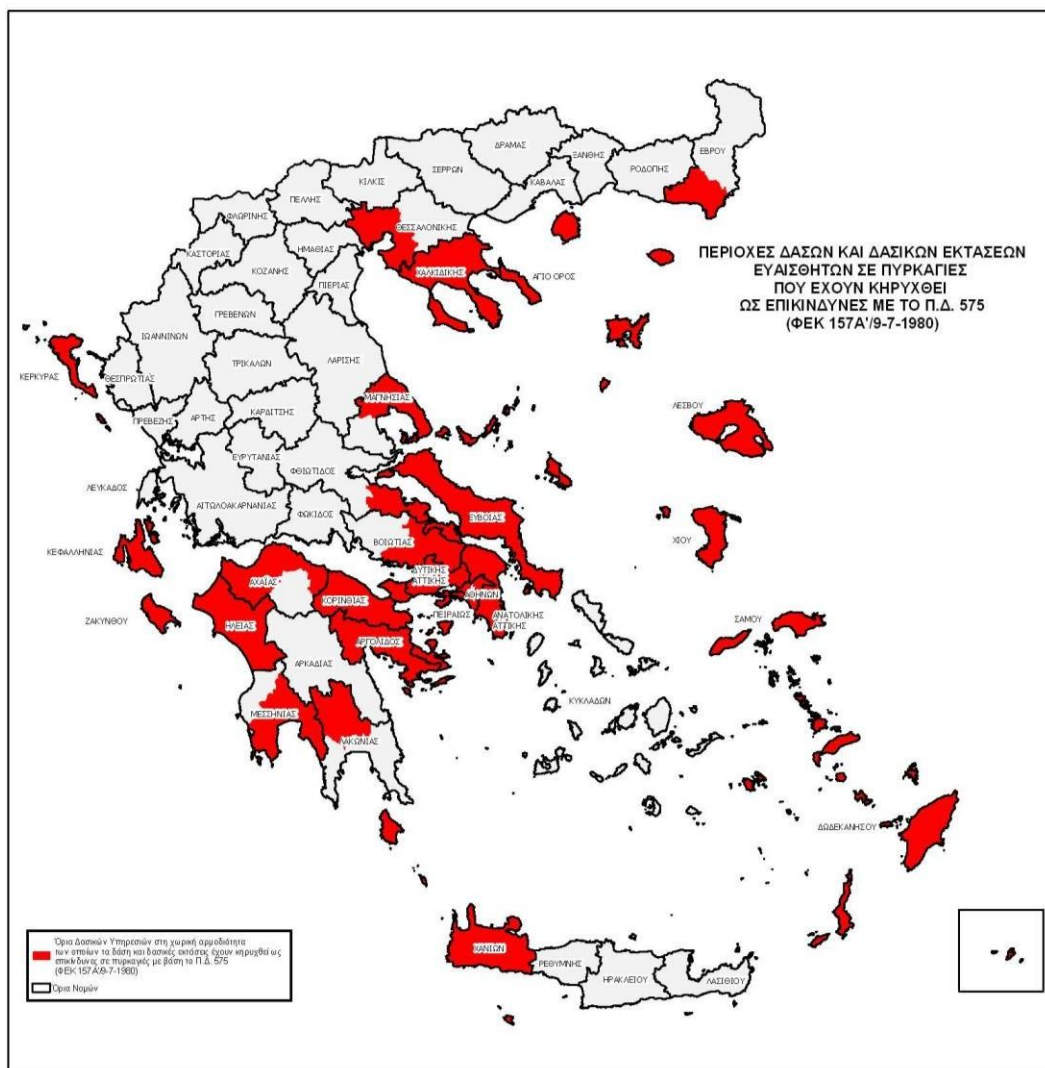 ΔΡΑΜΑΣ
ΞΑΝΘΗΣ
ΕΒΡΟΥ
ΣΕΡΡΩΝ
ΡΟΔΟΠΗΣ
ΚΙΛΚΙΣ
ΚΑΒΑΛΑΣ
ΠΕΛΛΗΣ
ΦΛΩΡΙΝΗΣ
ΘΕΣΣΑΛΟΝΙΚΗΣ
ΗΜΑΘΙΑΣ
ΚΑΣΤΟΡΙΑΣ
ΚΟΖΑΝΗΣ
ΧΑΛΚΙΔΙΚΗΣ
ΑΓΙΟ ΟΡΟΣ
ΠΙΕΡΙΑΣ
ΠΕΡΙΟΧΕΣ ΔΑΣΩΝ ΚΑΙ ΔΑΣΙΚΩΝ ΕΚΤΑΣΕΩΝ
ΕΥΑΙΣΘΗΤΩΝ ΣΕ ΠΥΡΚΑΓΙΕΣ
ΠΟΥ ΕΧΟΥΝ ΚΗΡΥΧΘΕΙ
ΩΣ ΕΠΙΚΙΝΔΥΝΕΣ ΜΕ ΤΟ Π.Δ. 575
(ΦΕΚ 157Α'/9-7-1980)
ΓΡΕΒΕΝΩΝ
ΙΩΑΝΝΙΝΩΝ
ΛΑΡΙΣΗΣ
ΤΡΙΚΑΛΩΝ
ΚΕΡΚΥΡΑΣ
ΘΕΣΠΡΩΤΙΑΣ
ΜΑΓΝΗΣΙΑΣ
ΛΕΣΒΟΥ
ΚΑΡΔΙΤΣΗΣ
ΑΡΤΗΣ
ΠΡΕΒΕΖΗΣ
ΕΥΡΥΤΑΝΙΑΣ
ΦΘΙΩΤΙΔΟΣ
ΛΕΥΚΑΔΟΣ
ΑΙΤΩΛΟΑΚΑΡΝΑΝΙΑΣ
ΦΩΚΙΔΟΣ
ΕΥΒΟΙΑΣ
ΧΙΟΥ
ΒΟΙΩΤΙΑΣ
ΚΕΦΑΛΛΗΝΙΑΣ
ΔΥΤΙΚΗΣ
ΑΤΤΙΚΗΣ
ΑΧΑΪΑΣ
ΑΘΗΝΩΝ
ΚΟΡΙΝΘΙΑΣ
ΠΕΙΡΑΙΩΣ
ΑΝΑΤΟΛΙΚΗΣ
ΑΤΤΙΚΗΣ
ΖΑΚΥΝΘΟΥ
ΗΛΕΙΑΣ
ΣΑΜΟΥ
ΑΡΓΟΛΙΔΟΣ
ΑΡΚΑΔΙΑΣ
ΚΥΚΛΑΔΩΝ
ΜΕΣΣΗΝΙΑΣ
ΛΑΚΩΝΙΑΣ
ΔΩΔΕΚΑΝΗΣΟΥ
ΧΑΝΙΩΝ
ΡΕΘΥΜΝΗΣ
ΗΡΑΚΛΕΙΟΥ
ΛΑΣΙΘΙΟΥ
Όρια Δασικών Υπηρεσιών στη χωρική αρμοδιότητα
των οποίων τα δάση και δασικές εκτάσεις έχουν κηρυχθεί ως
επικίνδυνες σε πυρκαγιές με βάση το Π.Δ. 575
(ΦΕΚ 157Α'/9-7-1980)
Όρια Νομών